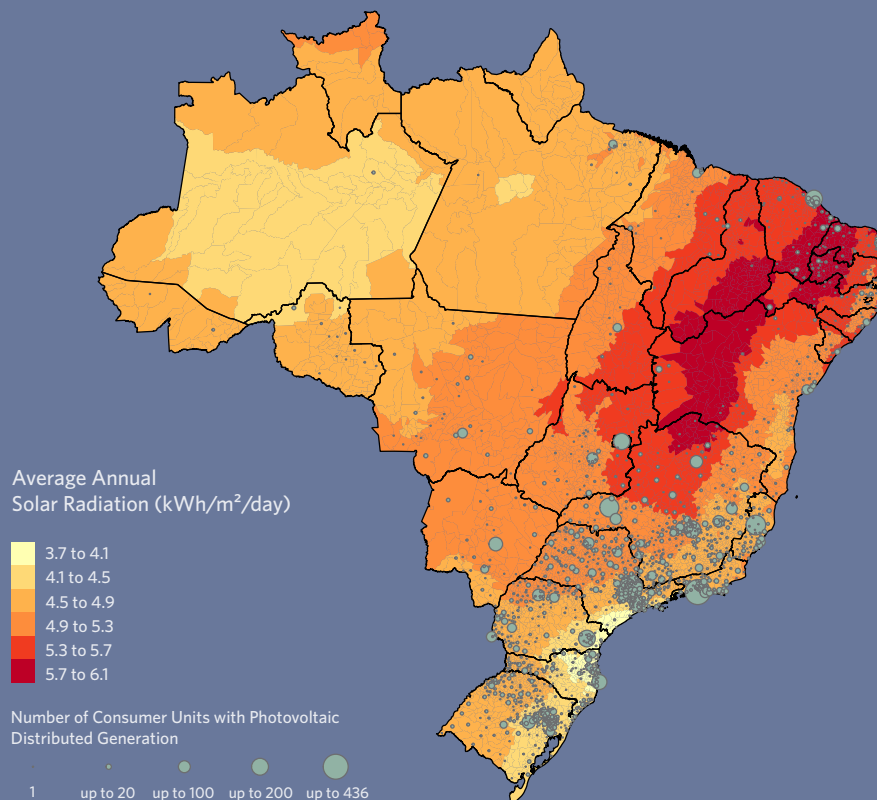 Average Annual
Solar Radiation (kWh/m²/day)
3.7 to 4.1
4.1 to 4.5
4.5 to 4.9
4.9 to 5.3
5.3 to 5.7
5.7 to 6.1
Number of Consumer Units with Photovoltaic
Distributed Generation
1 up to 20 up to 100 up to 200 up to 436